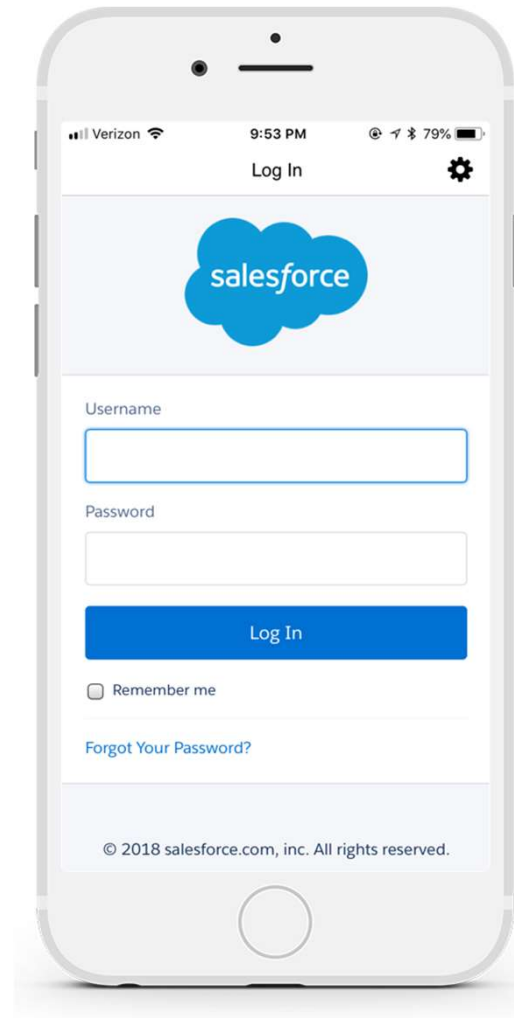 Verizon 9:53 PM 79%
Log In
salesforce
Username
Password
Log In
Remember me
Forgot Your Password?
© 2018 salesforce.com, inc. All rights reserved.